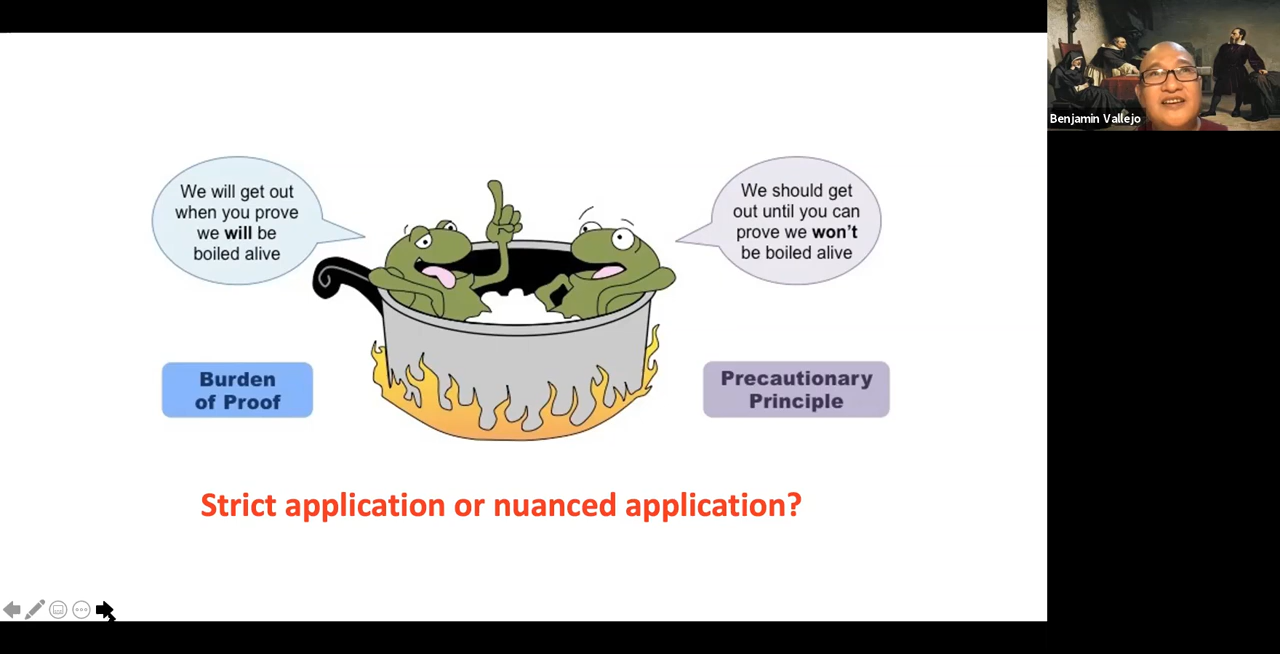 Benjamin Vallejo
We will get out
when you prove
we will be
boiled alive
We should get
out until you can
prove we won't
be boiled alive
Burden
of Proof
Precautionary
Principle
Strict application or nuanced application?